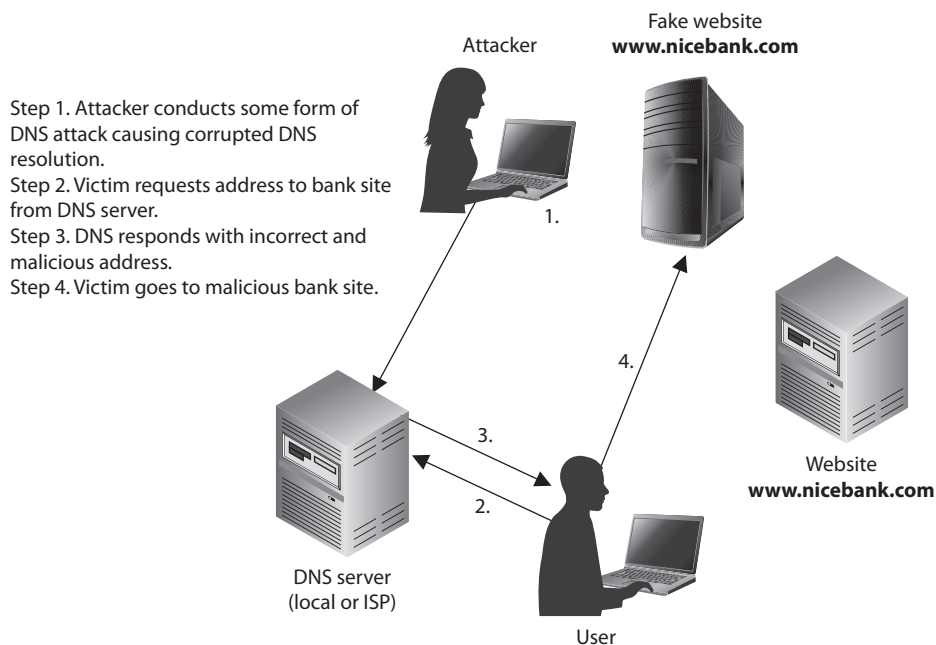 Attacker
Fake website
www.nicebank.com
Step 1. Attacker conducts some form of
DNS attack causing corrupted DNS
resolution.
Step 2. Victim requests address to bank site
from DNS server.
Step 3. DNS responds with incorrect and
malicious address.
Step 4. Victim goes to malicious bank site.
1.
4.
3.
2.
Website
www.nicebank.com
DNS server
(local or ISP)
User